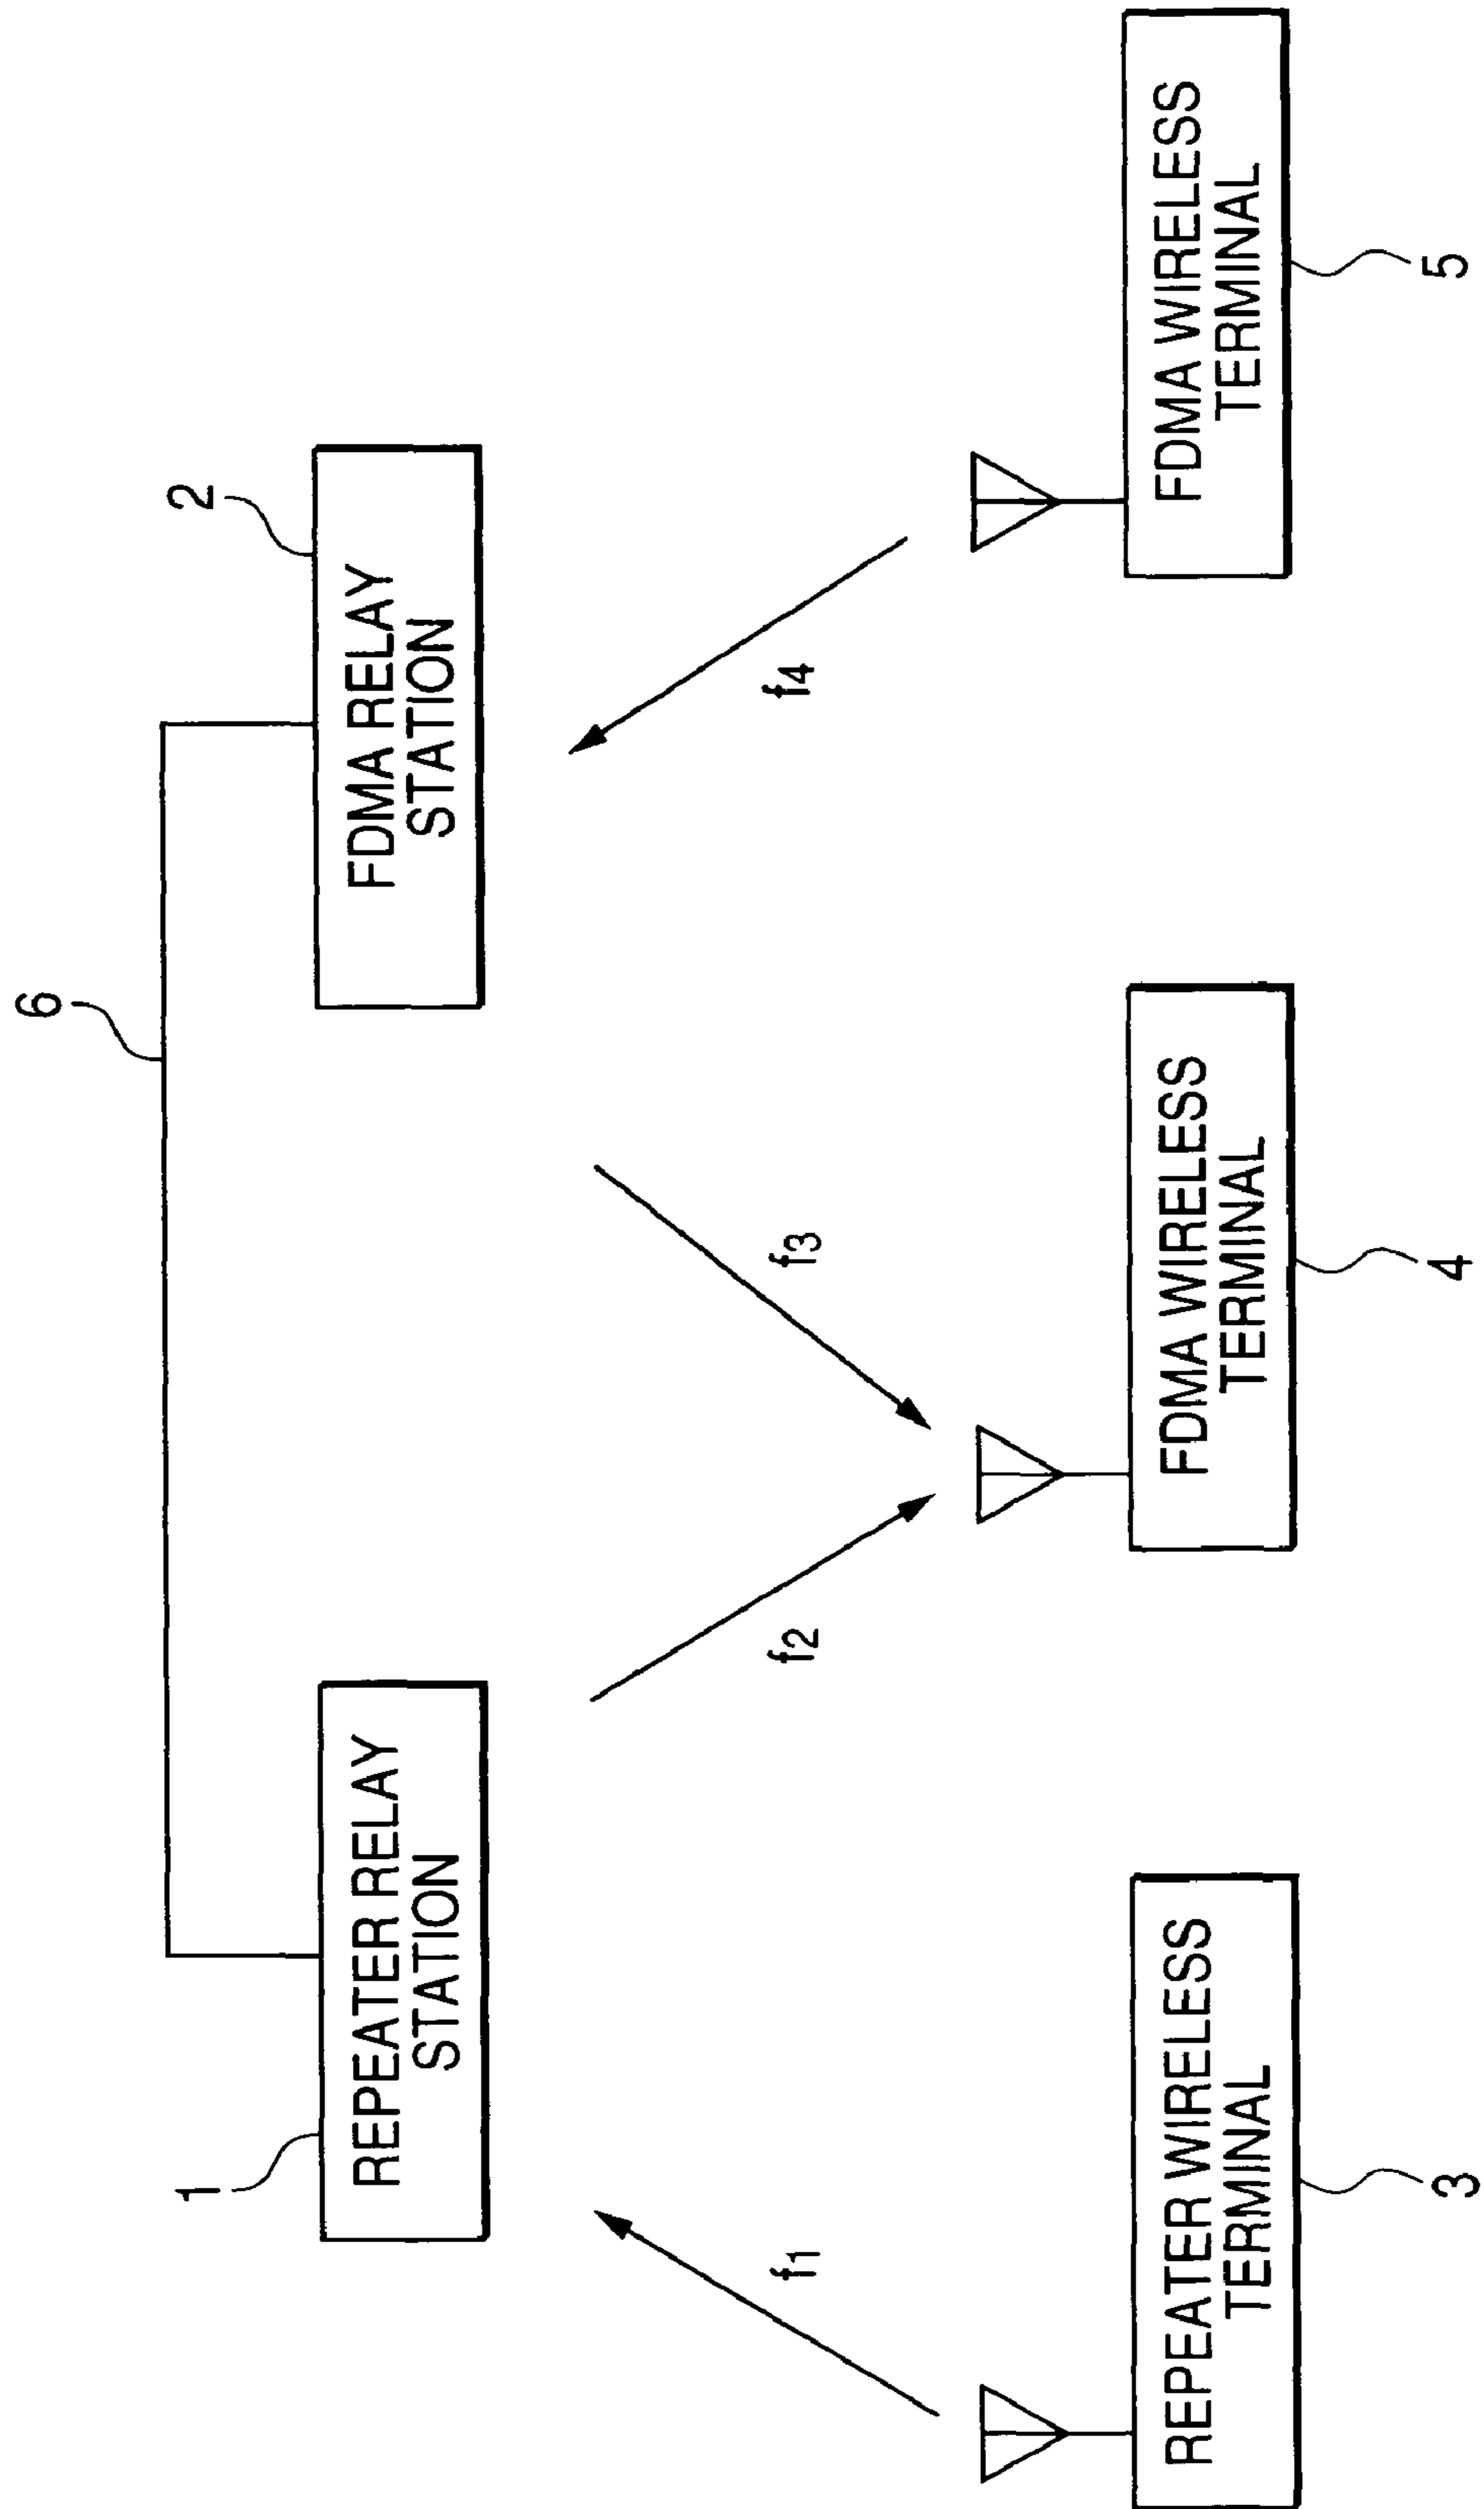 6
1
2
REPEATER RELAY
STATION
FDMA RELAY
STATION
f1
f2
f3
f4
REPEATER WIRELESS
TERMINAL
FDMA WIRELESS
TERMINAL
FDMA WIRELESS
TERMINAL
3
4
5